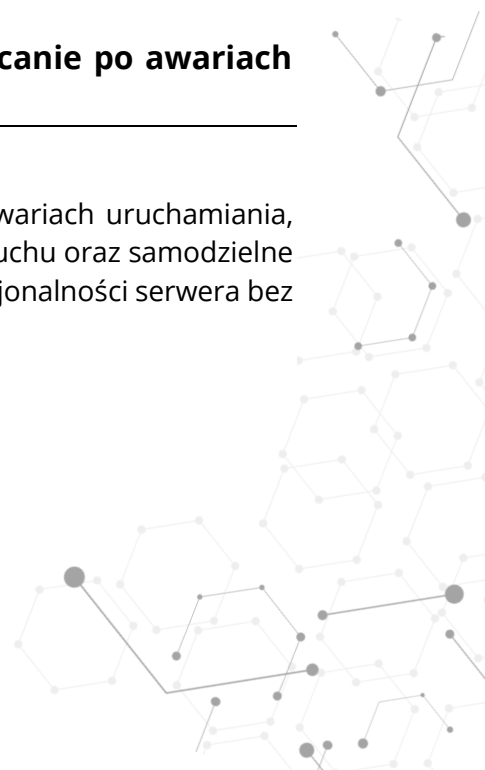 canie po awariach
wariach uruchamiania,
uchu oraz samodzielne
jonalności serwera bez